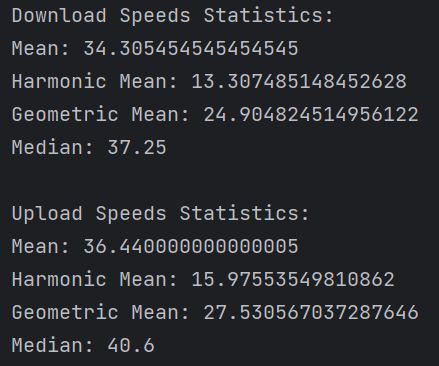 Download Speeds Statistics:
Mean: 34.305454545454545
Harmonic Mean: 13.307485148452628
Geometric Mean: 24.904824514956122
Median: 37.25
Upload Speeds Statistics:
Mean: 36.440000000000005
Harmonic Mean: 15.97553549810862
Geometric Mean: 27.530567037287646
Median: 40.6